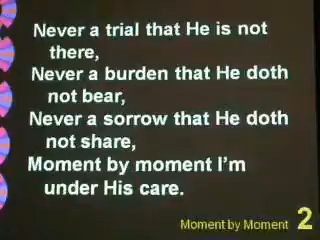 Never a trial that He is not
there,
Never a burden that He doth
not bear,
Never a sorrow that He doth
not share,
Moment by moment I'm
under His care.
Moment by Moment 2